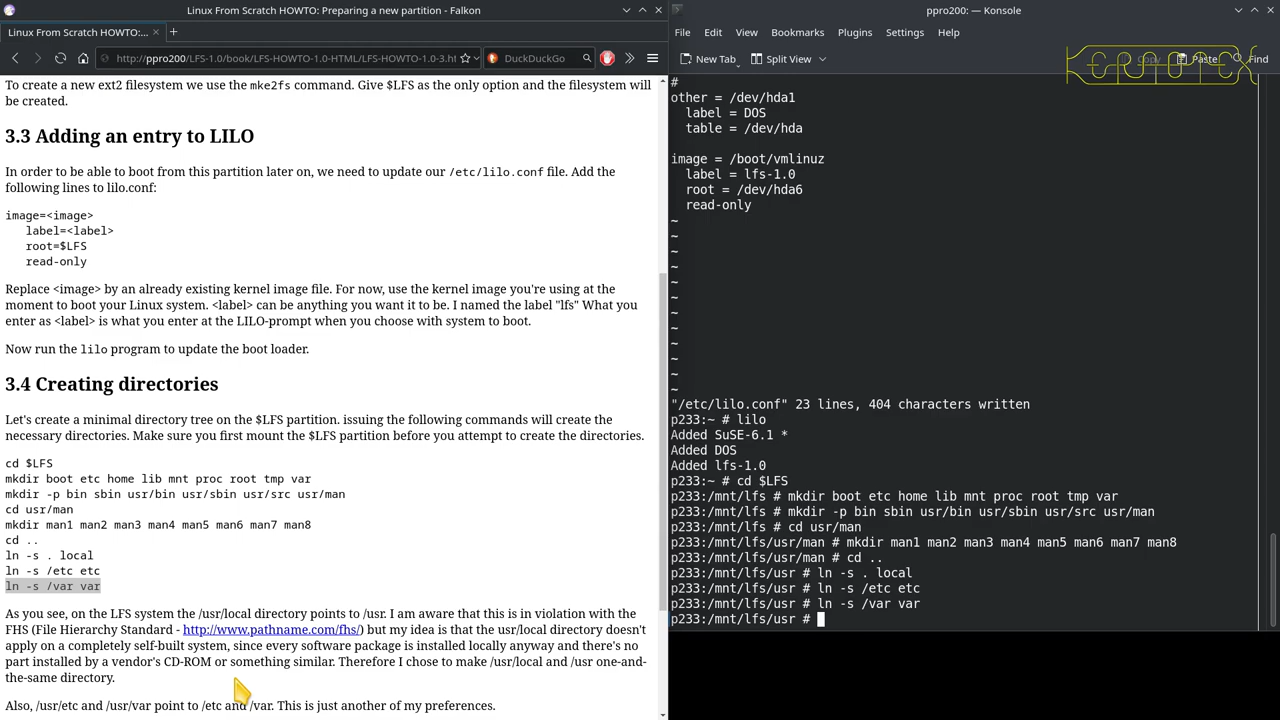 Linux From Scratch HOWTO: Preparing a new partition - Falkon
Linux From Scratch HOWTO:...
http://ppro200/LFS-1.0/book/LFS-HOWTO-1.0-HTML/LFS-HOWTO-1.0-3.ht
DuckDuckGo
To create a new ext2 filesystem we use the mke2fs command. Give $LFS as the only option and the filesystem will
be created.
3.3 Adding an entry to LILO
In order to be able to boot from this partition later on, we need to update our /etc/lilo.conf file. Add the
following lines to lilo.conf:
image=<image>
label=<label>
root=$LFS
read-only
Replace <image> by an already existing kernel image file. For now, use the kernel image you're using at the
moment to boot your Linux system. <label> can be anything you want it to be. I named the label "lfs" What you
enter as <label> is what you enter at the LILO-prompt when you choose with system to boot.
Now run the lilo program to update the boot loader.
3.4 Creating directories
Let's create a minimal directory tree on the $LFS partition. issuing the following commands will create the
necessary directories. Make sure you first mount the $LFS partition before you attempt to create the directories.
cd $LFS
mkdir boot etc home lib mnt proc root tmp var
mkdir -p bin sbin usr/bin usr/sbin usr/src usr/man
cd usr/man
mkdir man1 man2 man3 man4 man5 man6 man7 man8
cd ..
ln -s . local
ln -s /etc etc
ln -s /var var
As you see, on the LFS system the /usr/local directory points to /usr. I am aware that this is in violation with the
FHS (File Hierarchy Standard - http://www.pathname.com/fhs/) but my idea is that the usr/local directory doesn't
apply on a completely self-built system, since every software package is installed locally anyway and there's no
part installed by a vendor's CD-ROM or something similar. Therefore I chose to make /usr/local and /usr one-and-
the-same directory.
Also, /usr/etc and /usr/var point to /etc and /var. This is just another of my preferences.
ppro200: — Konsole
File Edit View Bookmarks Plugins Settings Help
New Tab Split View Copy Paste Find
#
other = /dev/hda1
label = DOS
table = /dev/hda
image = /boot/vmlinuz
label = lfs-1.0
root = /dev/hda6
read-only
~
~
~
~
~
~
~
~
~
~
~
~
"/etc/lilo.conf" 23 lines, 404 characters written
p233:~ # lilo
Added SuSE-6.1 *
Added DOS
Added lfs-1.0
p233:~ # cd $LFS
p233:/mnt/lfs # mkdir boot etc home lib mnt proc root tmp var
p233:/mnt/lfs # mkdir -p bin sbin usr/bin usr/sbin usr/src usr/man
p233:/mnt/lfs # cd usr/man
p233:/mnt/lfs/usr/man # mkdir man1 man2 man3 man4 man5 man6 man7 man8
p233:/mnt/lfs/usr/man # cd ..
p233:/mnt/lfs/usr # ln -s . local
p233:/mnt/lfs/usr # ln -s /etc etc
p233:/mnt/lfs/usr # ln -s /var var
p233:/mnt/lfs/usr #